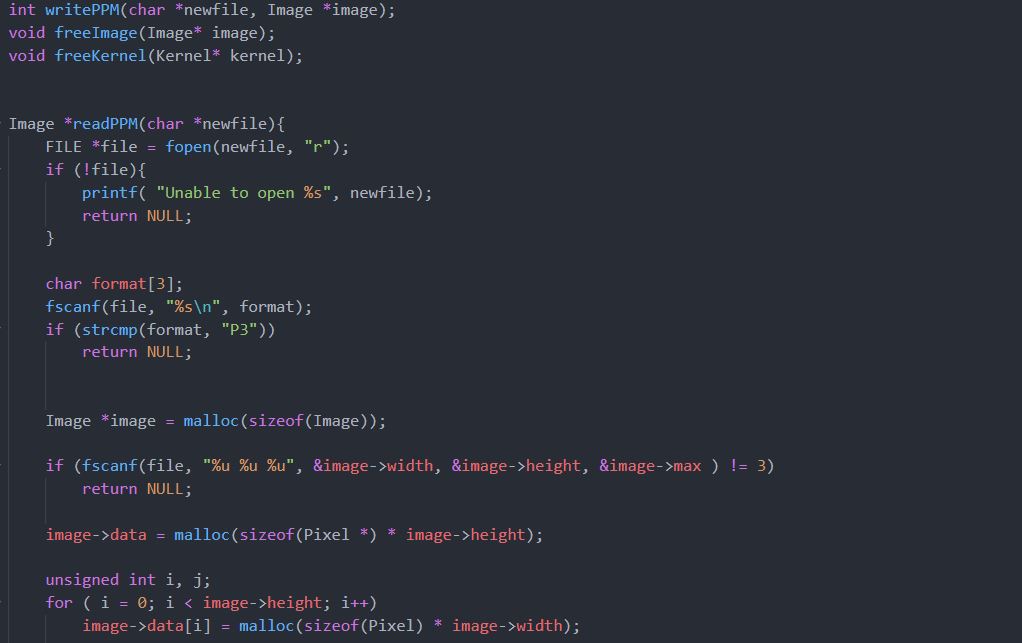 int writePPM(char *newfile, Image *image);
void freeImage(Image* image);
void freeKernel(Kernel* kernel);
Image *readPPM(char *newfile){
FILE *file = fopen(newfile, "r");
if (!file){
printf( "Unable to open %s", newfile);
return NULL;
}
char format[3];
fscanf(file, "%s\n", format);
if (strcmp(format, "P3"))
return NULL;
Image *image = malloc(sizeof(Image));
if (fscanf(file, "%u %u %u", &image->width, &image->height, &image->max ) != 3)
return NULL;
image->data = malloc(sizeof(Pixel *) * image->height);
unsigned int i, j;
for ( i = 0; i < image->height; i++)
image->data[i] = malloc(sizeof(Pixel) * image->width);